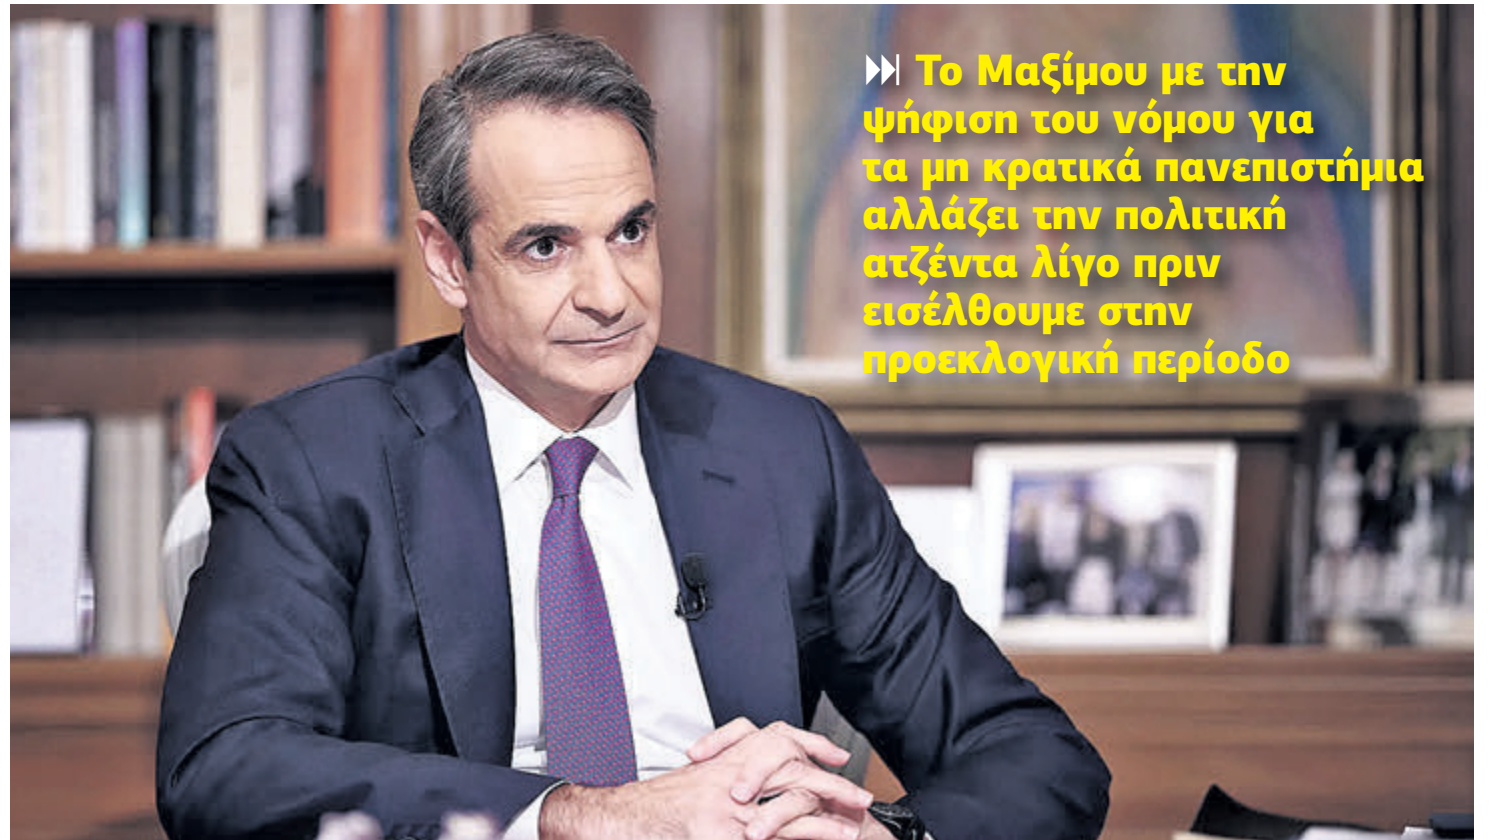 Το Μαξίμου με την
ψήφιση του νόμου για
τα μη κρατικά πανεπιστήμια
αλλάζει την πολιτική
ατζέντα λίγο πριν
εισέλθουμε στην
προεκλογική περίοδο